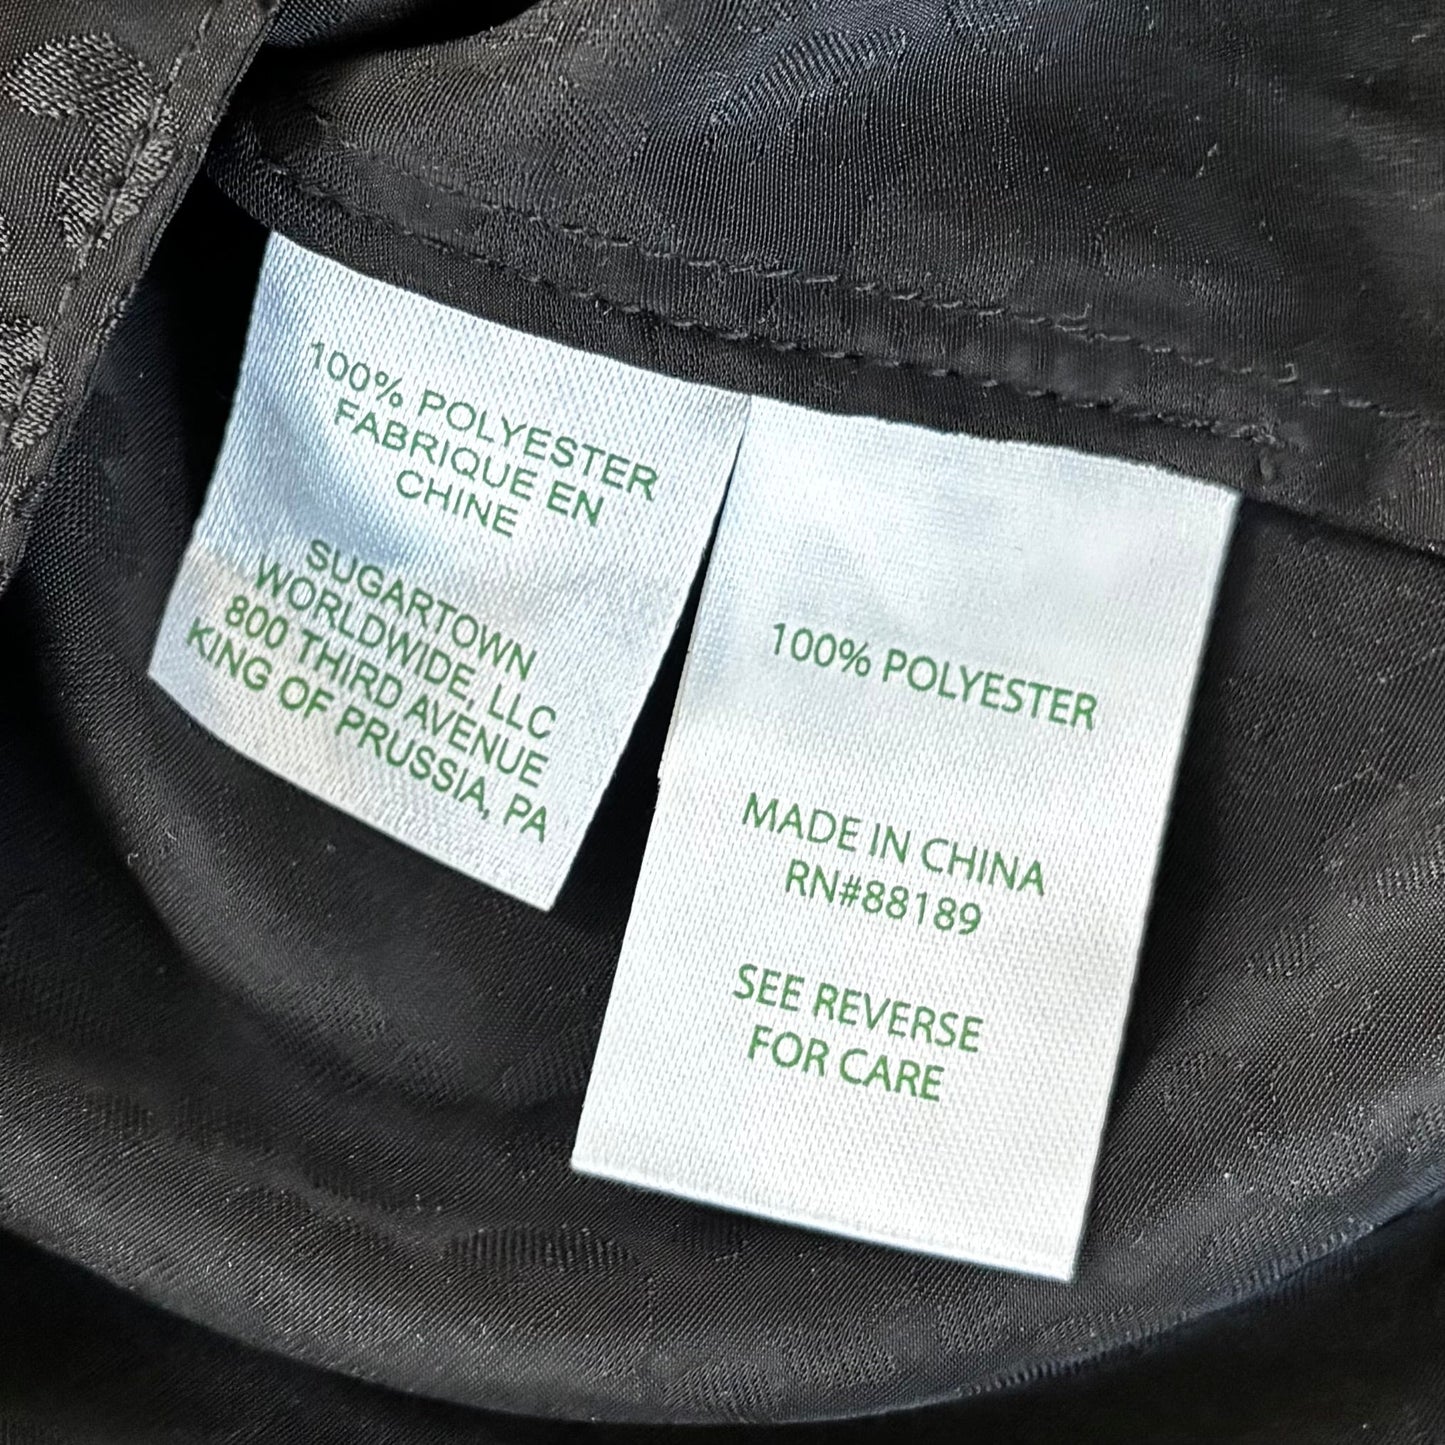 100% POLYESTER
FABRIQUE EN
CHINE
SUGARTOWN
WORLDWIDE, LLC
800 THIRD AVENUE
KING OF PRUSSIA, PA
100% POLYESTER
MADE IN CHINA
RN#88189
SEE REVERSE
FOR CARE